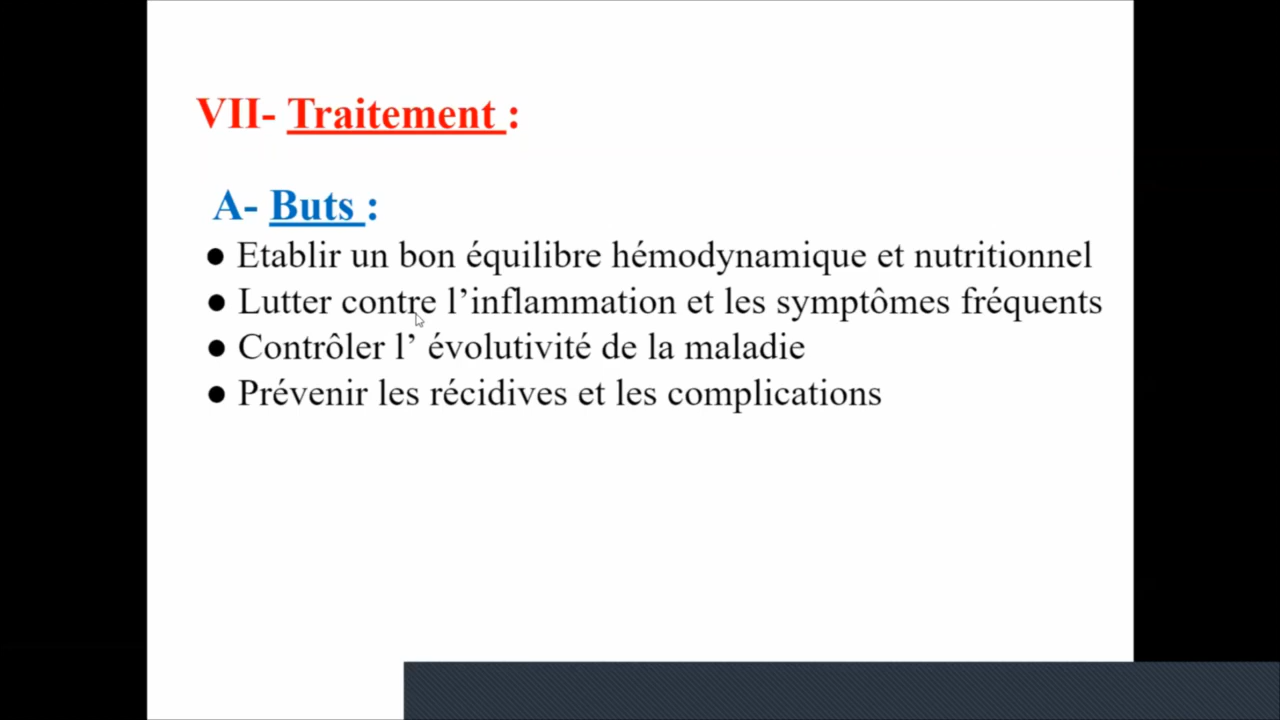 VII- Traitement :
A- Buts :
● Etablir un bon équilibre hémodynamique et nutritionnel
● Lutter contre l’inflammation et les symptômes fréquents
● Contrôler l’ évolutivité de la maladie
● Prévenir les récidives et les complications